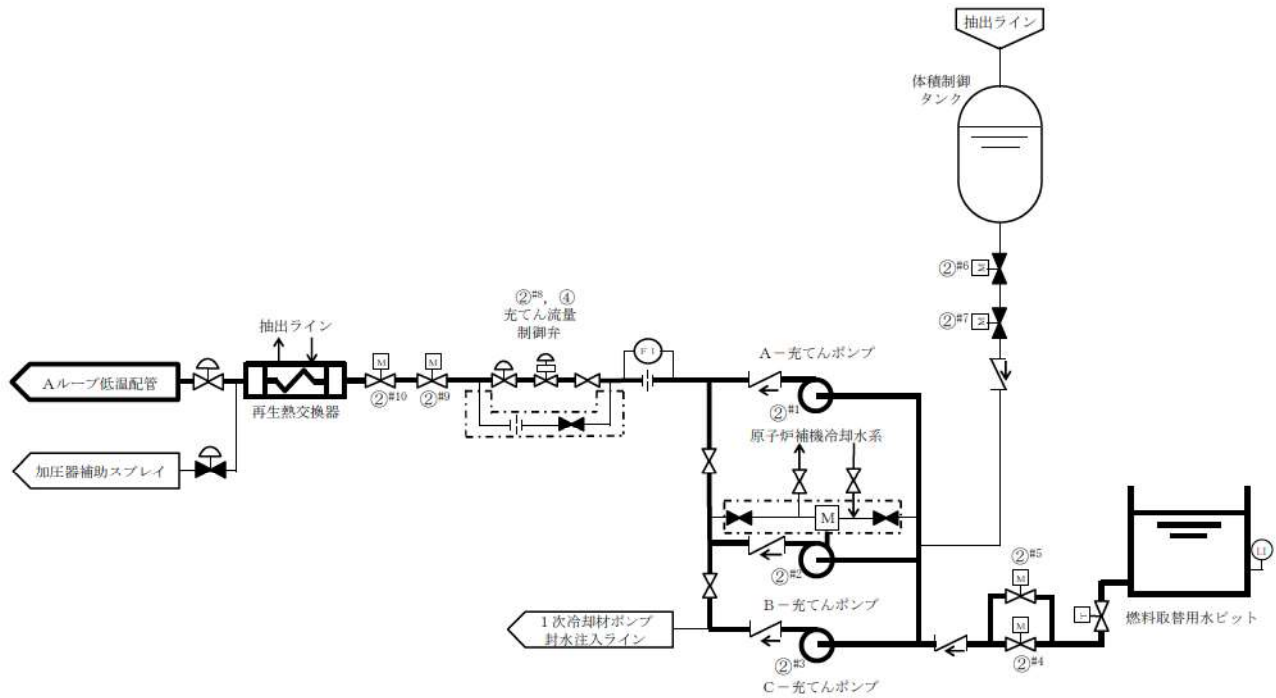 抽出ライン
体積制御
タンク
②#6 M
②#7 M
②#8, ④
充てん流量
制御弁
抽出ライン
FI
A-充てんポンプ
M
M
Aループ低温配管
②#10
②#9
再生熱交換器
②#1
原子炉補機冷却水系
加圧器補助スプレイ
M
②#2
②#5
M
LI
B-充てんポンプ
T
燃料取替用水ピット
1次冷却材ポンプ
封水注入ライン
M
②#3
②#4
C-充てんポンプ